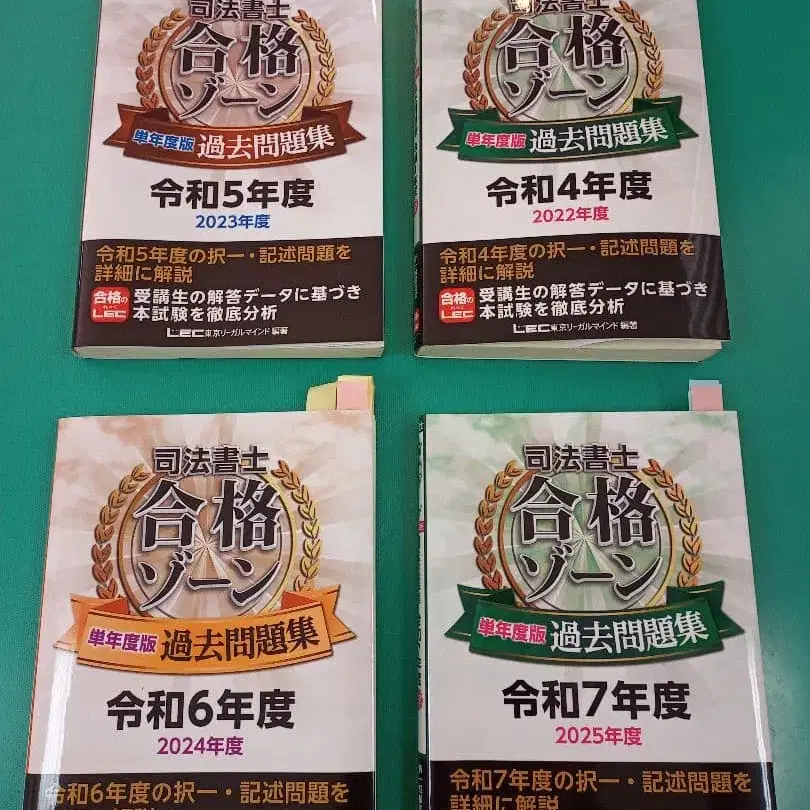 司法書士
合格
ゾーン
単年度版 過去問題集
令和5年度
2023年度
令和5年度の択一・記述問題を
詳細に解説
合格の
LEC
受講生の解答データに基づき
本試験を徹底分析
LEC東京リーガルマインド 編著
司法書士
合格
ゾーン
単年度版 過去問題集
令和4年度
2022年度
令和4年度の択一・記述問題を
詳細に解説
合格の
LEC
受講生の解答データに基づき
本試験を徹底分析
LEC東京リーガルマインド 編著
司法書士
合格
ゾーン
単年度版 過去問題集
令和6年度
2024年度
令和6年度の択一・記述問題を
司法書士
合格
ゾーン
単年度版 過去問題集
令和7年度
2025年度
令和7年度の択一・記述問題を
詳細に解説